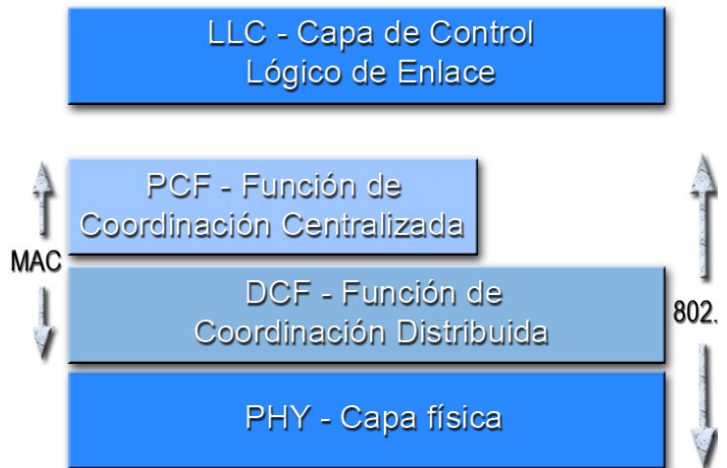 LLC - Capa de Control
Lógico de Enlace
PCF - Función de
Coordinación Centralizada
MAC
DCF - Función de
Coordinación Distribuida
802.
PHY - Capa física